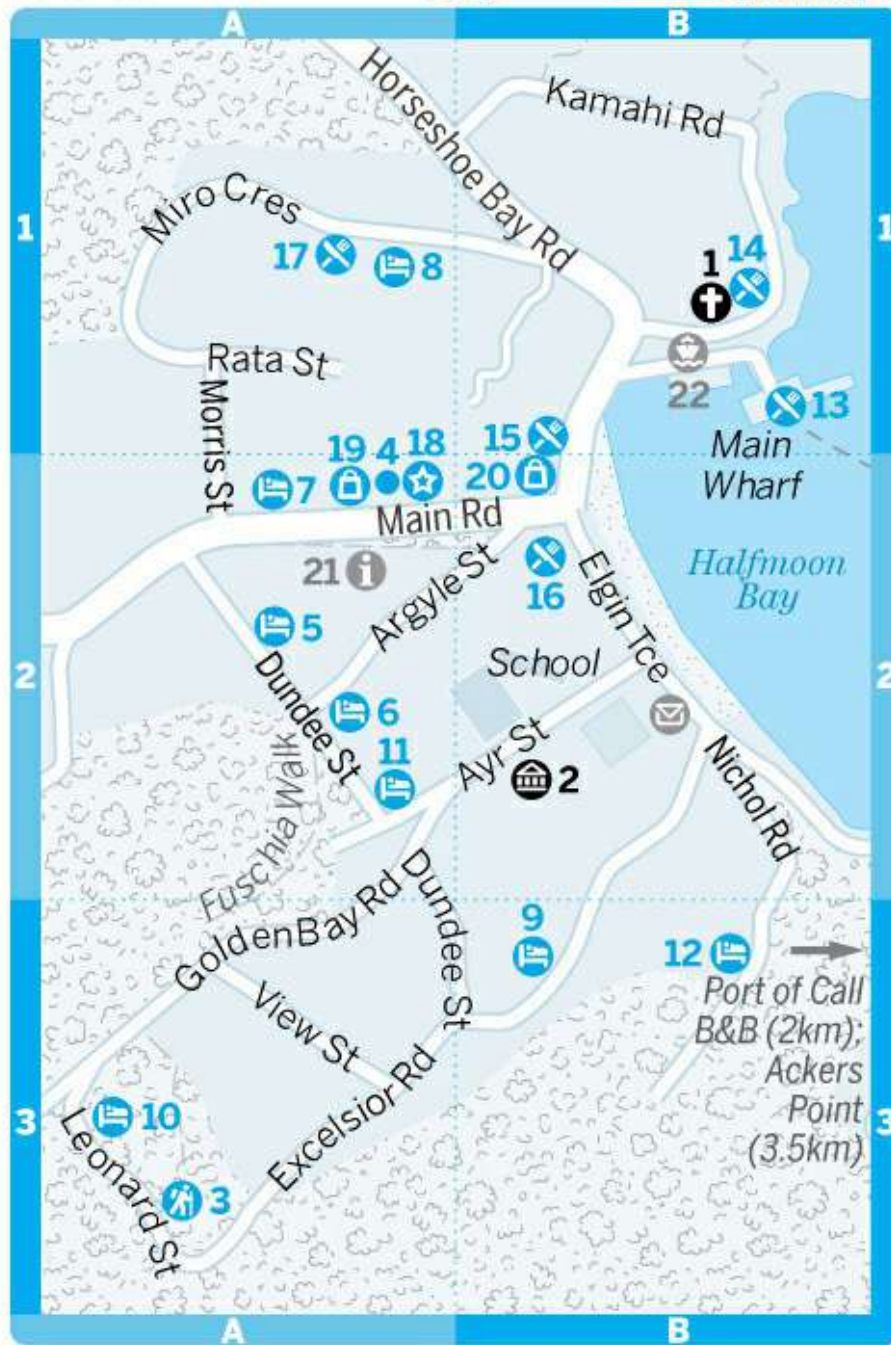 A
B
Horseshoe Bay Rd
Kamahi Rd
Miro Cres
1
1
17
8
1
14
Rata St
22
13
Morris St
Main
Wharf
19
4
18
15
7
20
Main Rd
Halfmoon
Bay
21
Argyle St
16
Elgin Tce
5
2
2
School
Dundee St
6
11
Ayr St
2
Nichol Rd
Fuschia Walk
Golden Bay Rd
Dundee St
9
12
View St
Port of Call
B&B (2km);
Ackers
Point
(3.5km)
Excelsior Rd
3
3
10
Leonard St
3
A
B